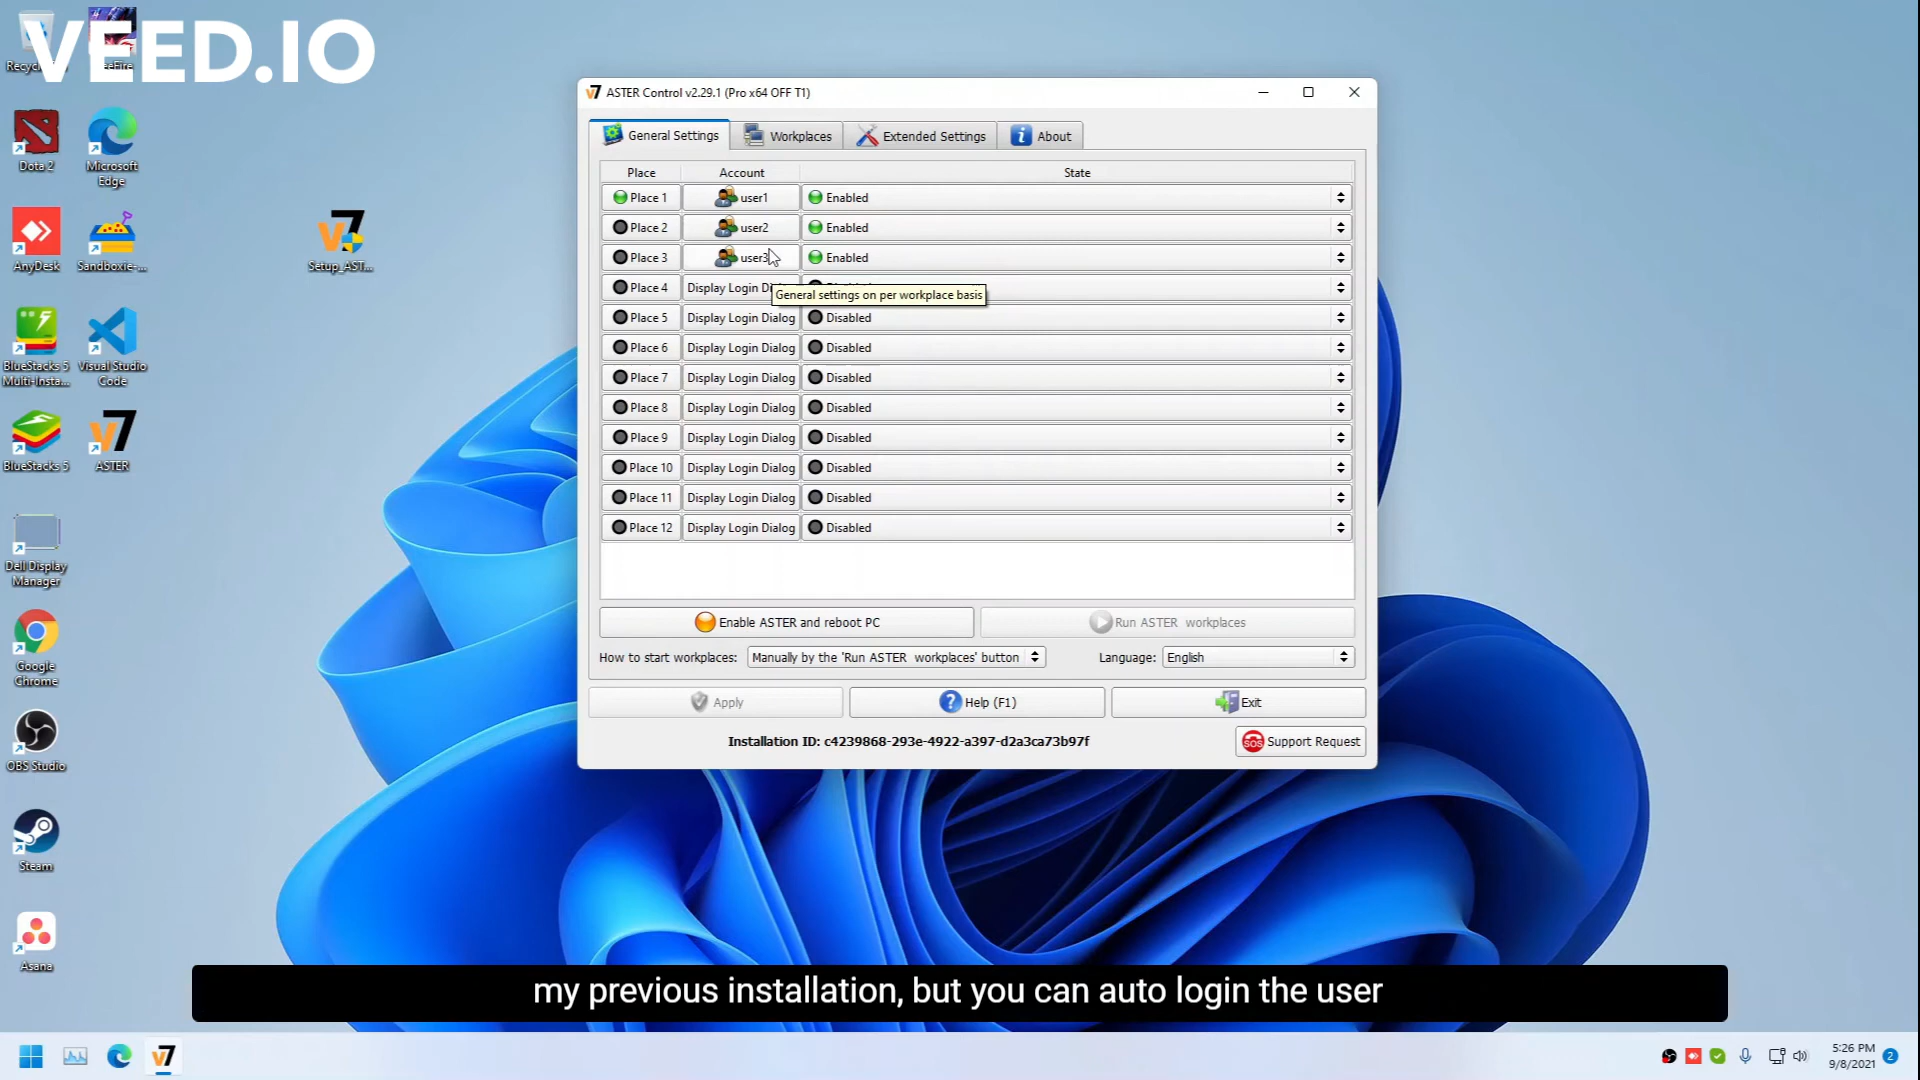 VEED.IO
Recycl
eFire
Dota 2
Microsoft
Edge
AnyDesk
Sandboxie-...
Setup_AST...
BlueStacks 5
Multi-Insta...
Visual Studio
Code
BlueStacks 5
v7
ASTER
Dell Display
Manager
Google
Chrome
OBS Studio
Steam
Asana
v7 ASTER Control v2.29.1 (Pro x64 OFF T1)
General Settings
Workplaces
Extended Settings
About
Place Account State
Place 1 user1 Enabled
Place 2 user2 Enabled
Place 3 user3 Enabled
Place 4 Display Login
General settings on per workplace basis
Place 5 Display Login Dialog Disabled
Place 6 Display Login Dialog Disabled
Place 7 Display Login Dialog Disabled
Place 8 Display Login Dialog Disabled
Place 9 Display Login Dialog Disabled
Place 10 Display Login Dialog Disabled
Place 11 Display Login Dialog Disabled
Place 12 Display Login Dialog Disabled
Enable ASTER and reboot PC
Run ASTER workplaces
How to start workplaces: Manually by the 'Run ASTER workplaces' button
Language: English
Apply
Help (F1)
Exit
Installation ID: c4239868-293e-4922-a397-d2a3ca73b97f
SOS Support Request
my previous installation, but you can auto login the user
v7
5:26 PM
9/8/2021
2